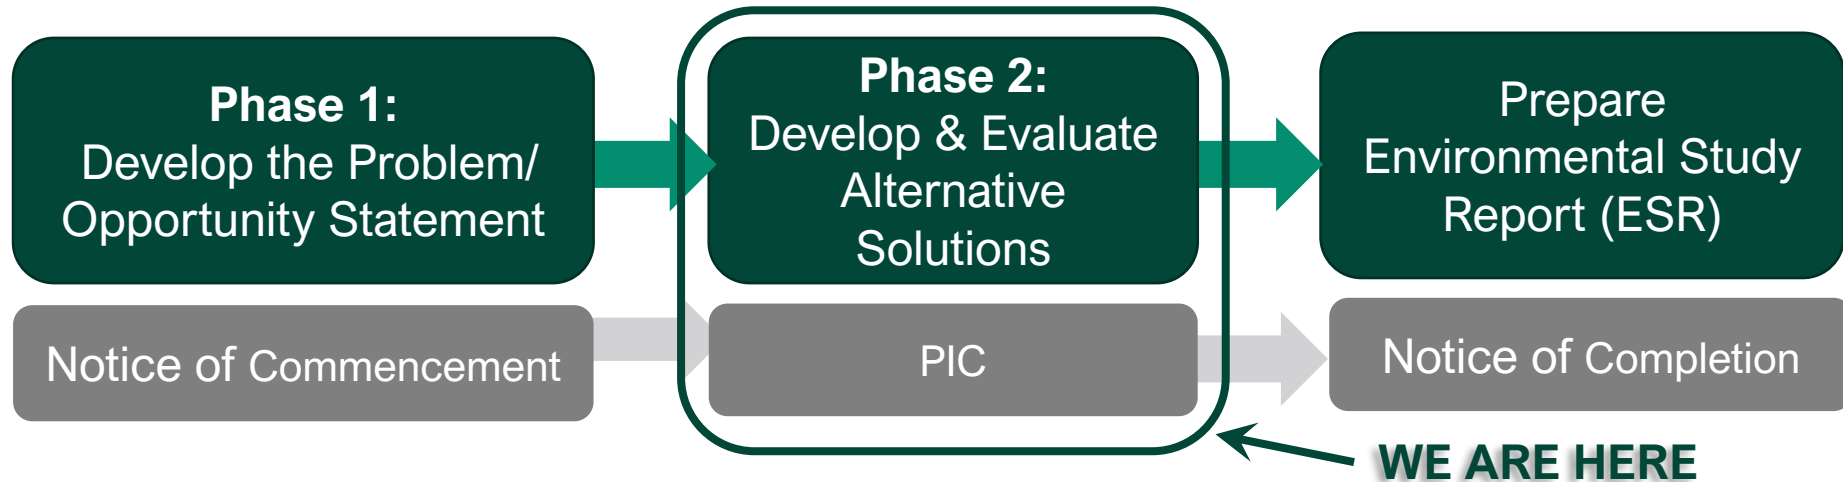 Phase 1:
Develop the Problem/
Opportunity Statement
Phase 2:
Develop & Evaluate
Alternative
Solutions
Prepare
Environmental Study
Report (ESR)
Notice of Commencement
PIC
Notice of Completion
WE ARE HERE